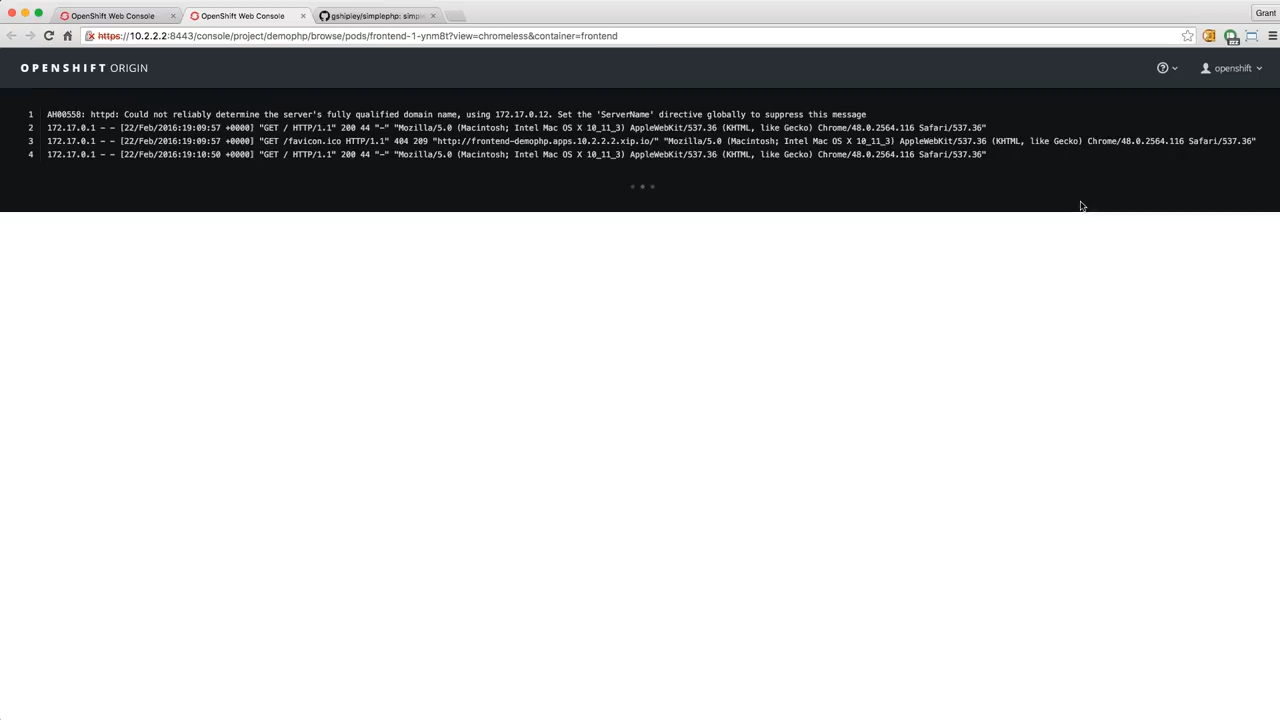 OpenShift Web Console
OpenShift Web Console
gshipley/simplephp: simple
Grant
https://10.2.2.2:8443/console/project/demophp/browse/pods/frontend-1-ynm8t?view=chromeless&container=frontend
OPENSHIFT ORIGIN
openshift
1 AH00558: httpd: Could not reliably determine the server's fully qualified domain name, using 172.17.0.12. Set the 'ServerName' directive globally to suppress this message
2 172.17.0.1 - - [22/Feb/2016:19:09:57 +0000] "GET / HTTP/1.1" 200 44 "-" "Mozilla/5.0 (Macintosh; Intel Mac OS X 10_11_3) AppleWebKit/537.36 (KHTML, like Gecko) Chrome/48.0.2564.116 Safari/537.36"
3 172.17.0.1 - - [22/Feb/2016:19:09:57 +0000] "GET /favicon.ico HTTP/1.1" 404 209 "http://frontend-demophp.apps.10.2.2.2.xip.io/" "Mozilla/5.0 (Macintosh; Intel Mac OS X 10_11_3) AppleWebKit/537.36 (KHTML, like Gecko) Chrome/48.0.2564.116 Safari/537.36"
4 172.17.0.1 - - [22/Feb/2016:19:10:50 +0000] "GET / HTTP/1.1" 200 44 "-" "Mozilla/5.0 (Macintosh; Intel Mac OS X 10_11_3) AppleWebKit/537.36 (KHTML, like Gecko) Chrome/48.0.2564.116 Safari/537.36"